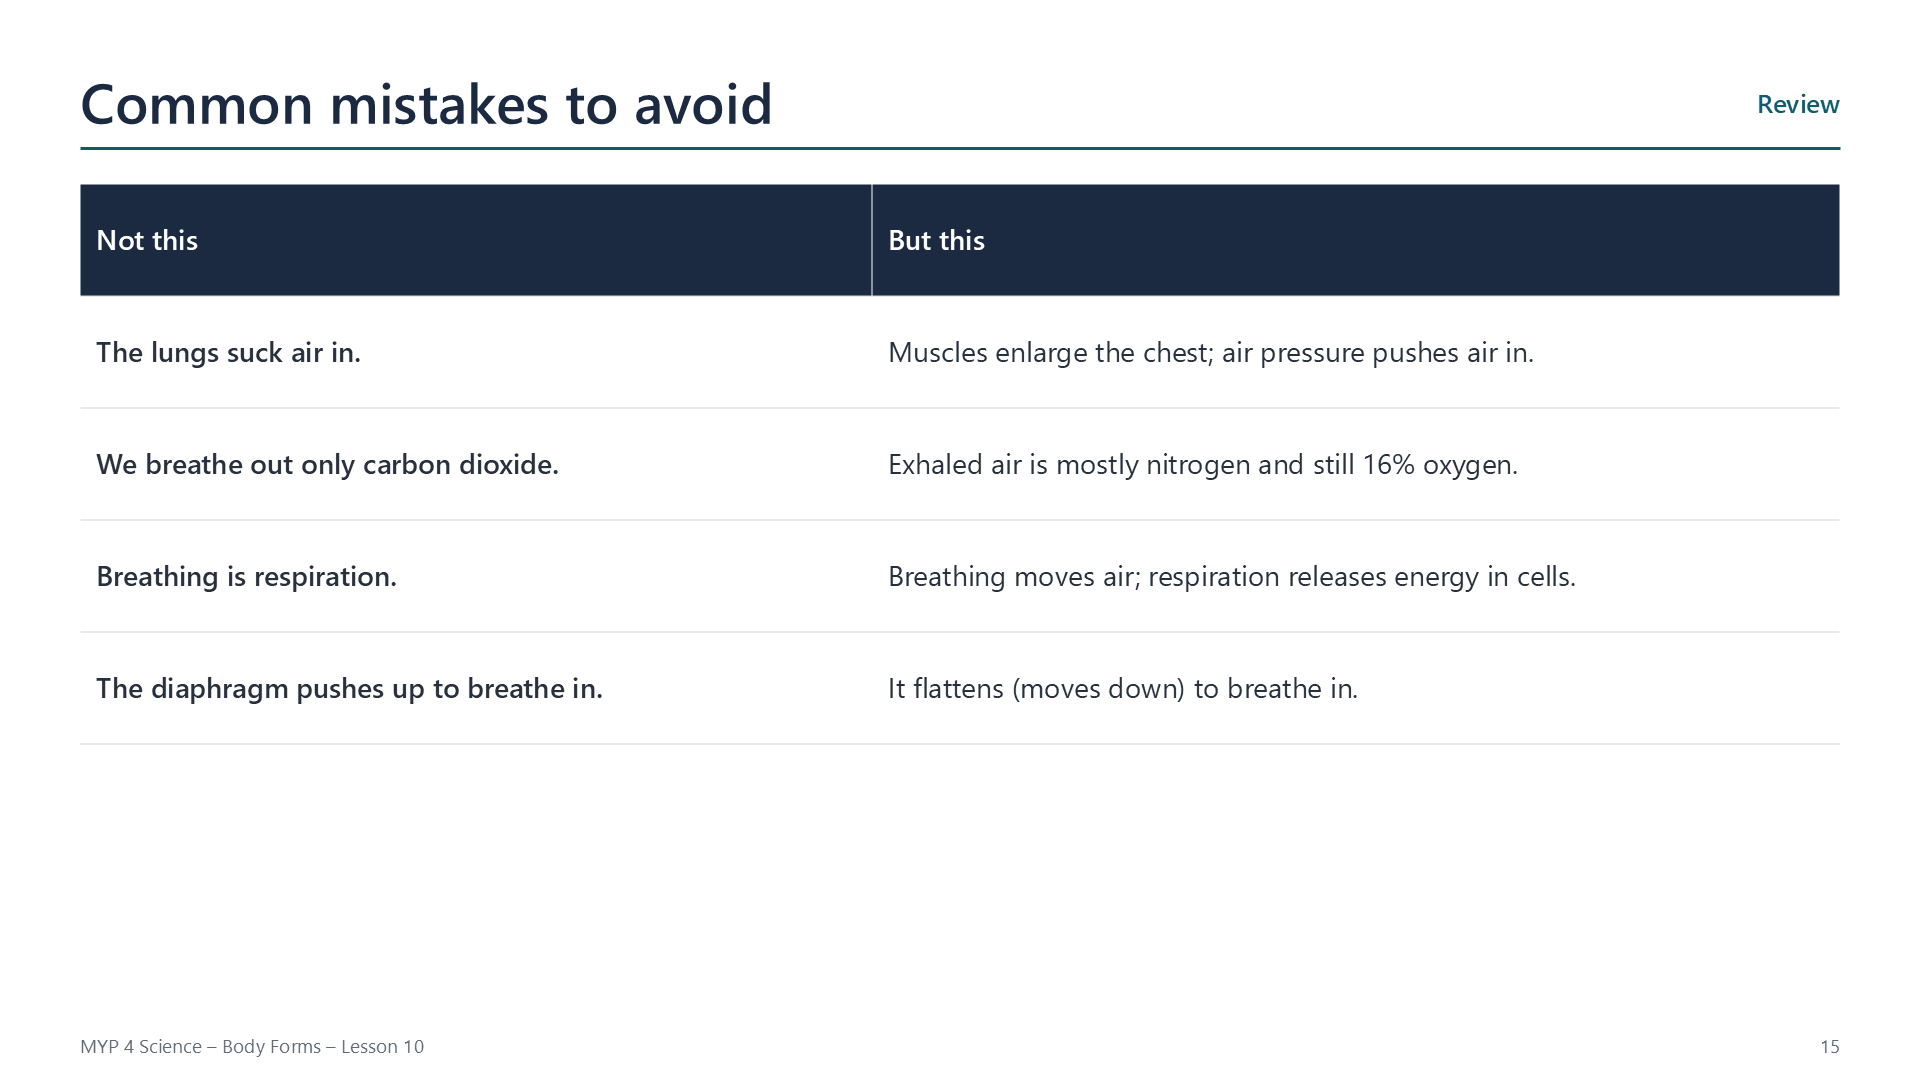 Common mistakes to avoid
Review
Not this
But this
The lungs suck air in.
Muscles enlarge the chest; air pressure pushes air in.
We breathe out only carbon dioxide.
Exhaled air is mostly nitrogen and still 16% oxygen.
Breathing is respiration.
Breathing moves air; respiration releases energy in cells.
The diaphragm pushes up to breathe in.
It flattens (moves down) to breathe in.
MYP 4 Science – Body Forms – Lesson 10
15